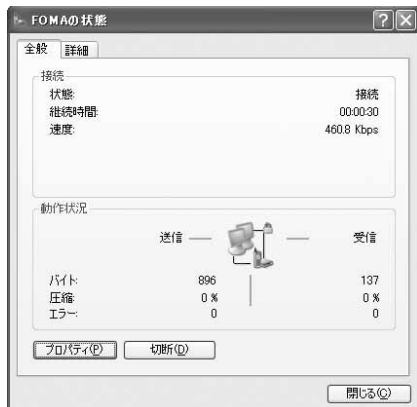 FOMAの状態
全般 詳細
接続
状態: 接続
継続時間: 00:00:30
速度: 460.8 Kbps
動作状況
送信 受信
バイト: 896 137
圧縮: 0 % 0 %
エラー: 0 0
プロパティ(P) 切断(D)
閉じる(C)